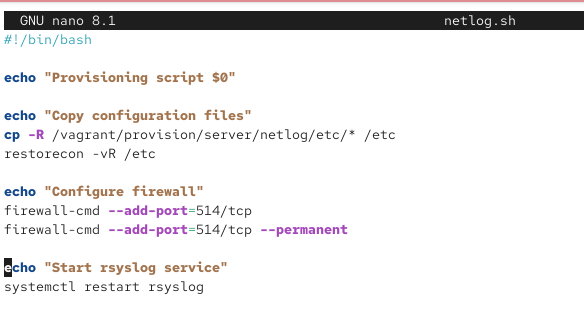 GNU nano 8.1 netlog.sh
#!/bin/bash
echo "Provisioning script $0"
echo "Copy configuration files"
cp -R /vagrant/provision/server/netlog/etc/* /etc
restorecon -vR /etc
echo "Configure firewall"
firewall-cmd --add-port=514/tcp
firewall-cmd --add-port=514/tcp --permanent
echo "Start rsyslog service"
systemctl restart rsyslog